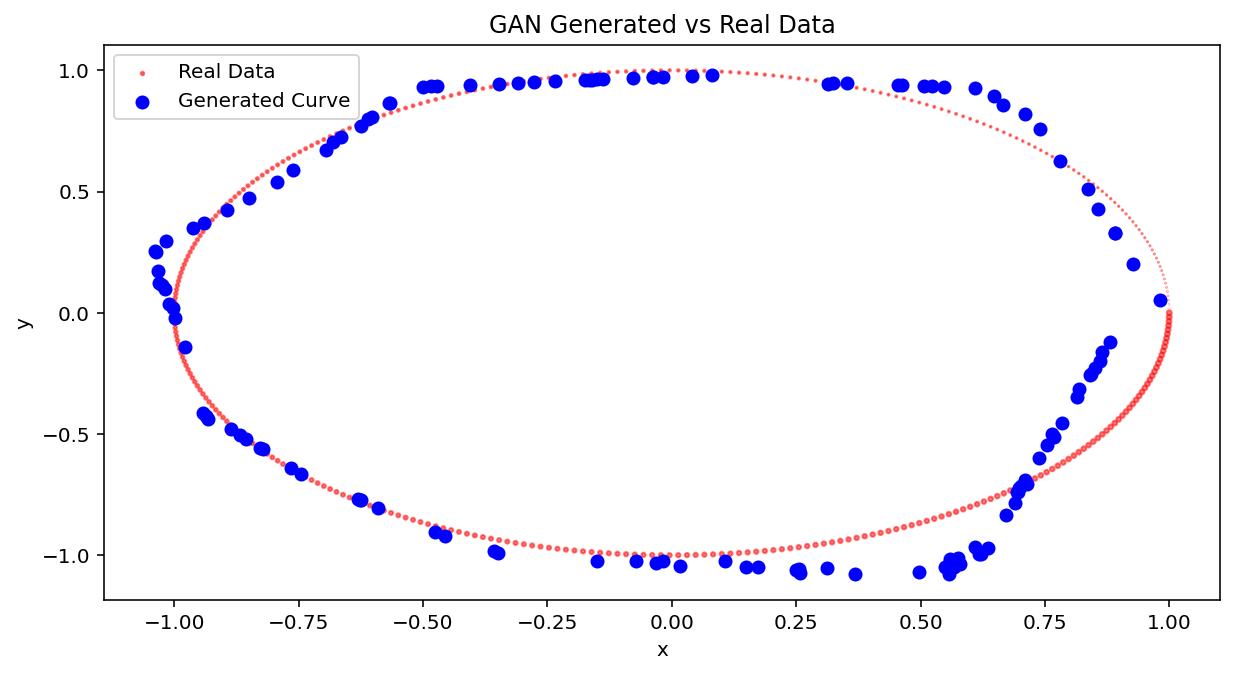 GAN Generated vs Real Data
Real Data
Generated Curve
1.0
0.5
0.0
−0.5
−1.0
y
−1.00 −0.75 −0.50 −0.25 0.00 0.25 0.50 0.75 1.00
x